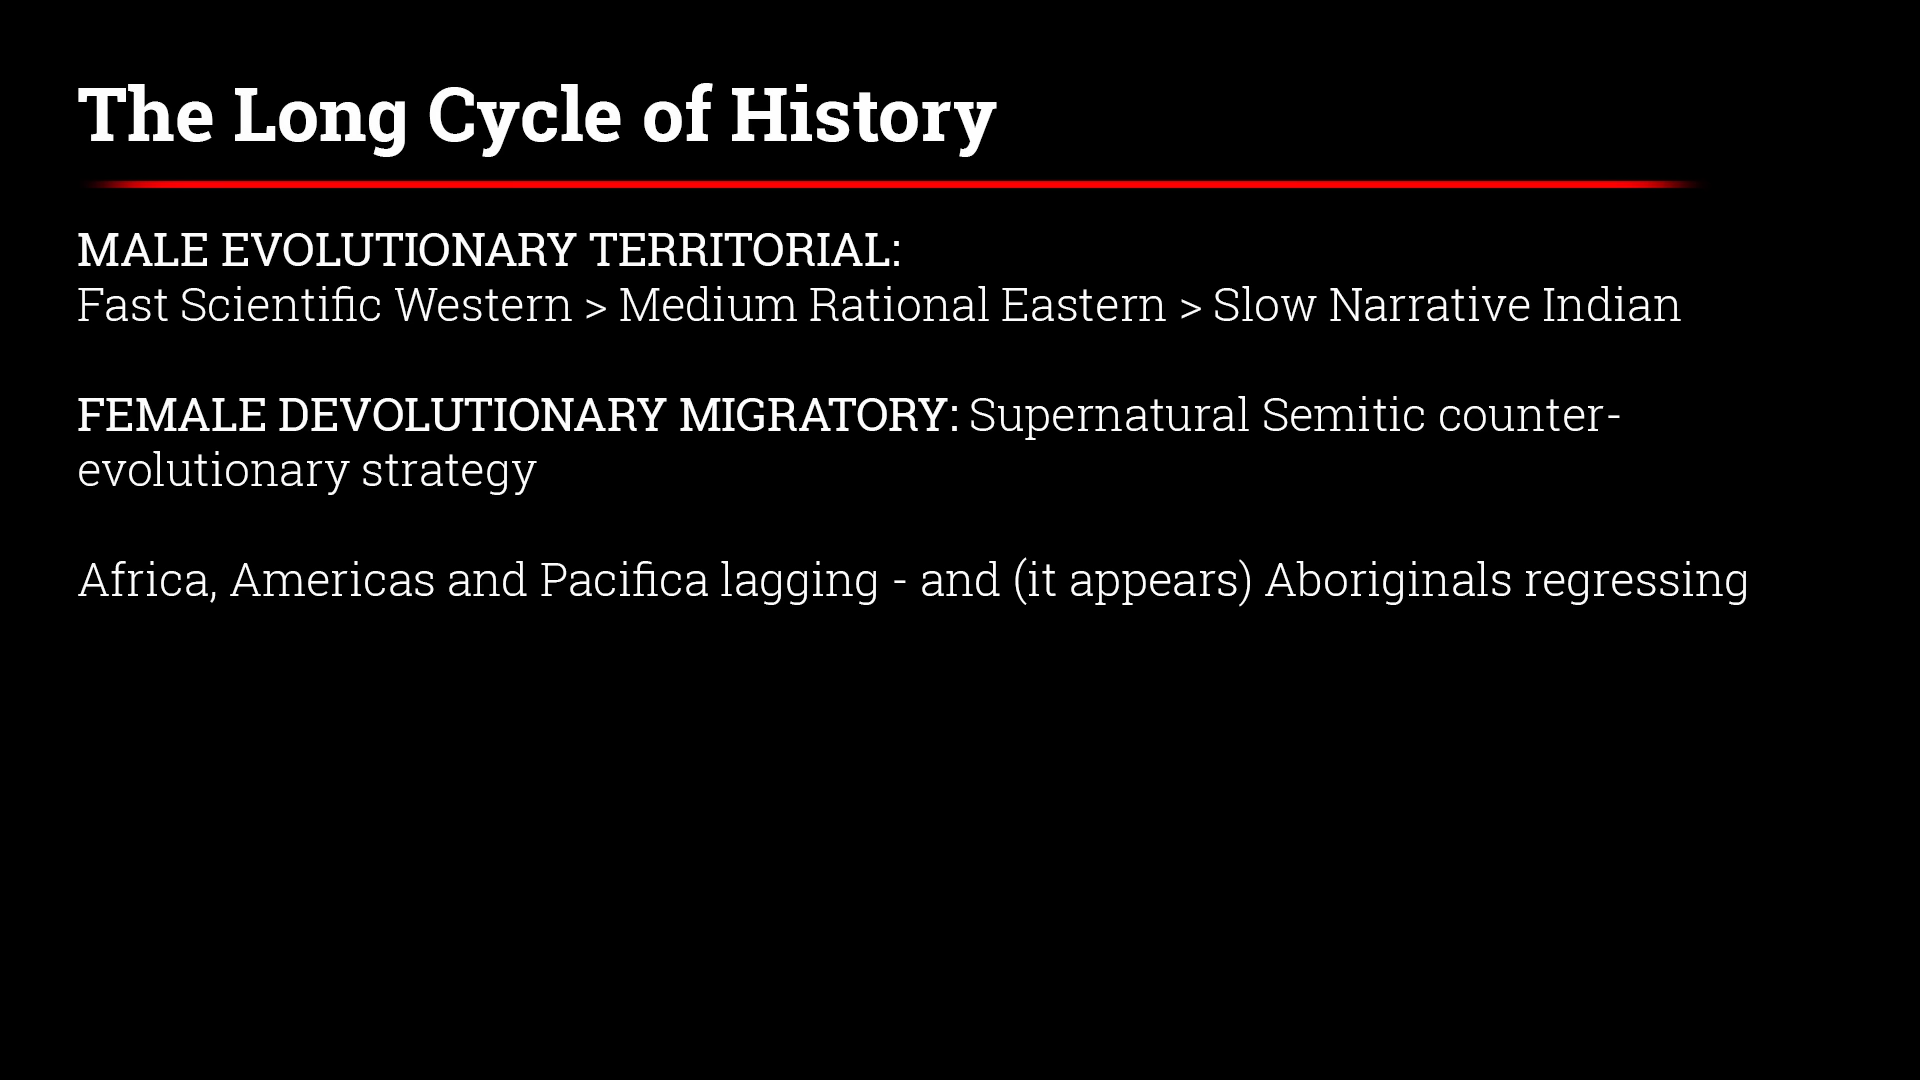 The Long Cycle of History
MALE EVOLUTIONARY TERRITORIAL:
Fast Scientific Western > Medium Rational Eastern > Slow Narrative Indian
FEMALE DEVOLUTIONARY MIGRATORY: Supernatural Semitic counter-
evolutionary strategy
Africa, Americas and Pacifica lagging - and (it appears) Aboriginals regressing